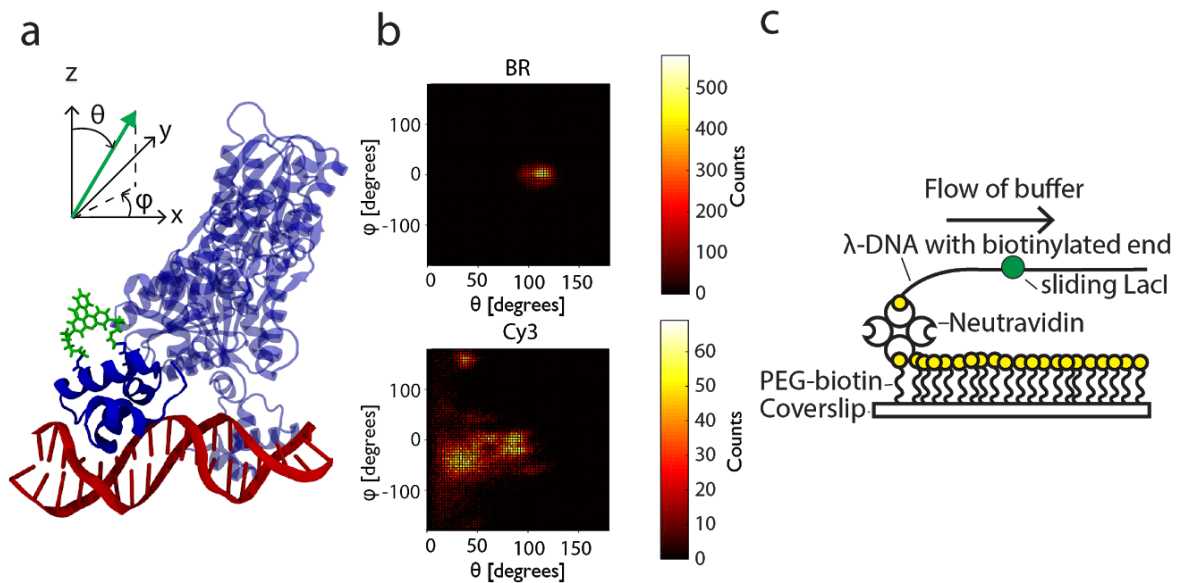 a
z
θ
y
φ
x
b
BR
100
0
-100
φ [degrees]
0
50
100
150
θ [degrees]
500
400
300
200
100
0
Counts
Cy3
100
0
-100
φ [degrees]
0
50
100
150
θ [degrees]
60
50
40
30
20
10
0
Counts
c
Flow of buffer
λ-DNA with biotinylated end
sliding LacI
Neutravidin
PEG-biotin
Coverslip